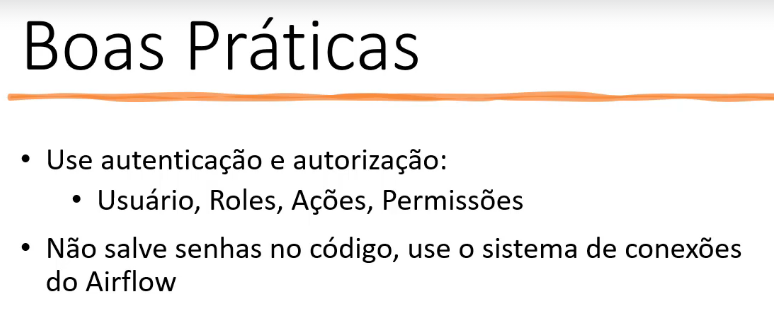 Boas Práticas
• Use autenticação e autorização:
• Usuário, Roles, Ações, Permissões
• Não salve senhas no código, use o sistema de conexões
do Airflow